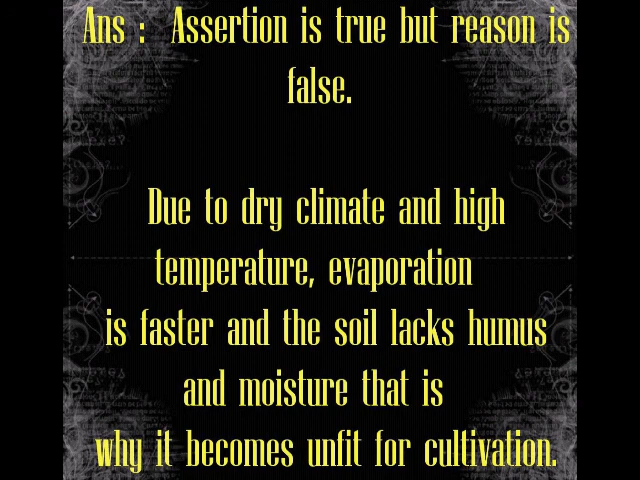 Ans : Assertion is true but reason is
false.
Due to dry climate and high
temperature, evaporation
is faster and the soil lacks humus
and moisture that is
why it becomes unfit for cultivation.